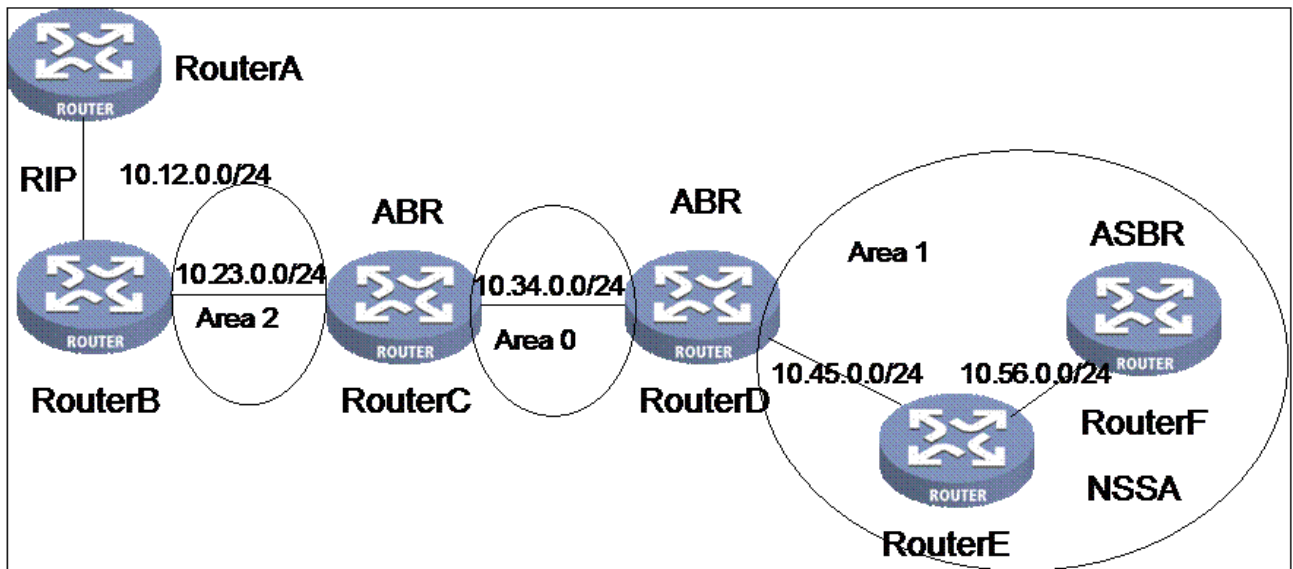 ROUTER
RouterA
RIP
10.12.0.0/24
ABR
ABR
Area 1
ASBR
10.23.0.0/24
10.34.0.0/24
Area 2
Area 0
ROUTER
ROUTER
ROUTER
ROUTER
RouterB
RouterC
RouterD
10.45.0.0/24
10.56.0.0/24
RouterF
NSSA
ROUTER
RouterE